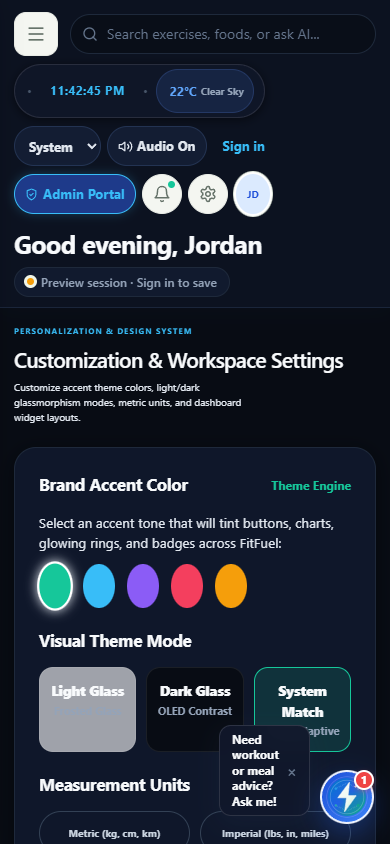 Search exercises, foods, or ask AI...
11:42:45 PM
22°C Clear Sky
System
Audio On
Sign in
Admin Portal
JD
Good evening, Jordan
Preview session · Sign in to save
PERSONALIZATION & DESIGN SYSTEM
Customization & Workspace Settings
Customize accent theme colors, light/dark
glassmorphism modes, metric units, and dashboard
widget layouts.
Brand Accent Color
Theme Engine
Select an accent tone that will tint buttons, charts,
glowing rings, and badges across FitFuel:
Visual Theme Mode
Light Glass
Dark Glass
OLED Contrast
System
Match
Need
workout
or meal
advice?
Ask me!
×
1
Measurement Units
Metric (kg, cm, km)
Imperial (lbs, in, miles)